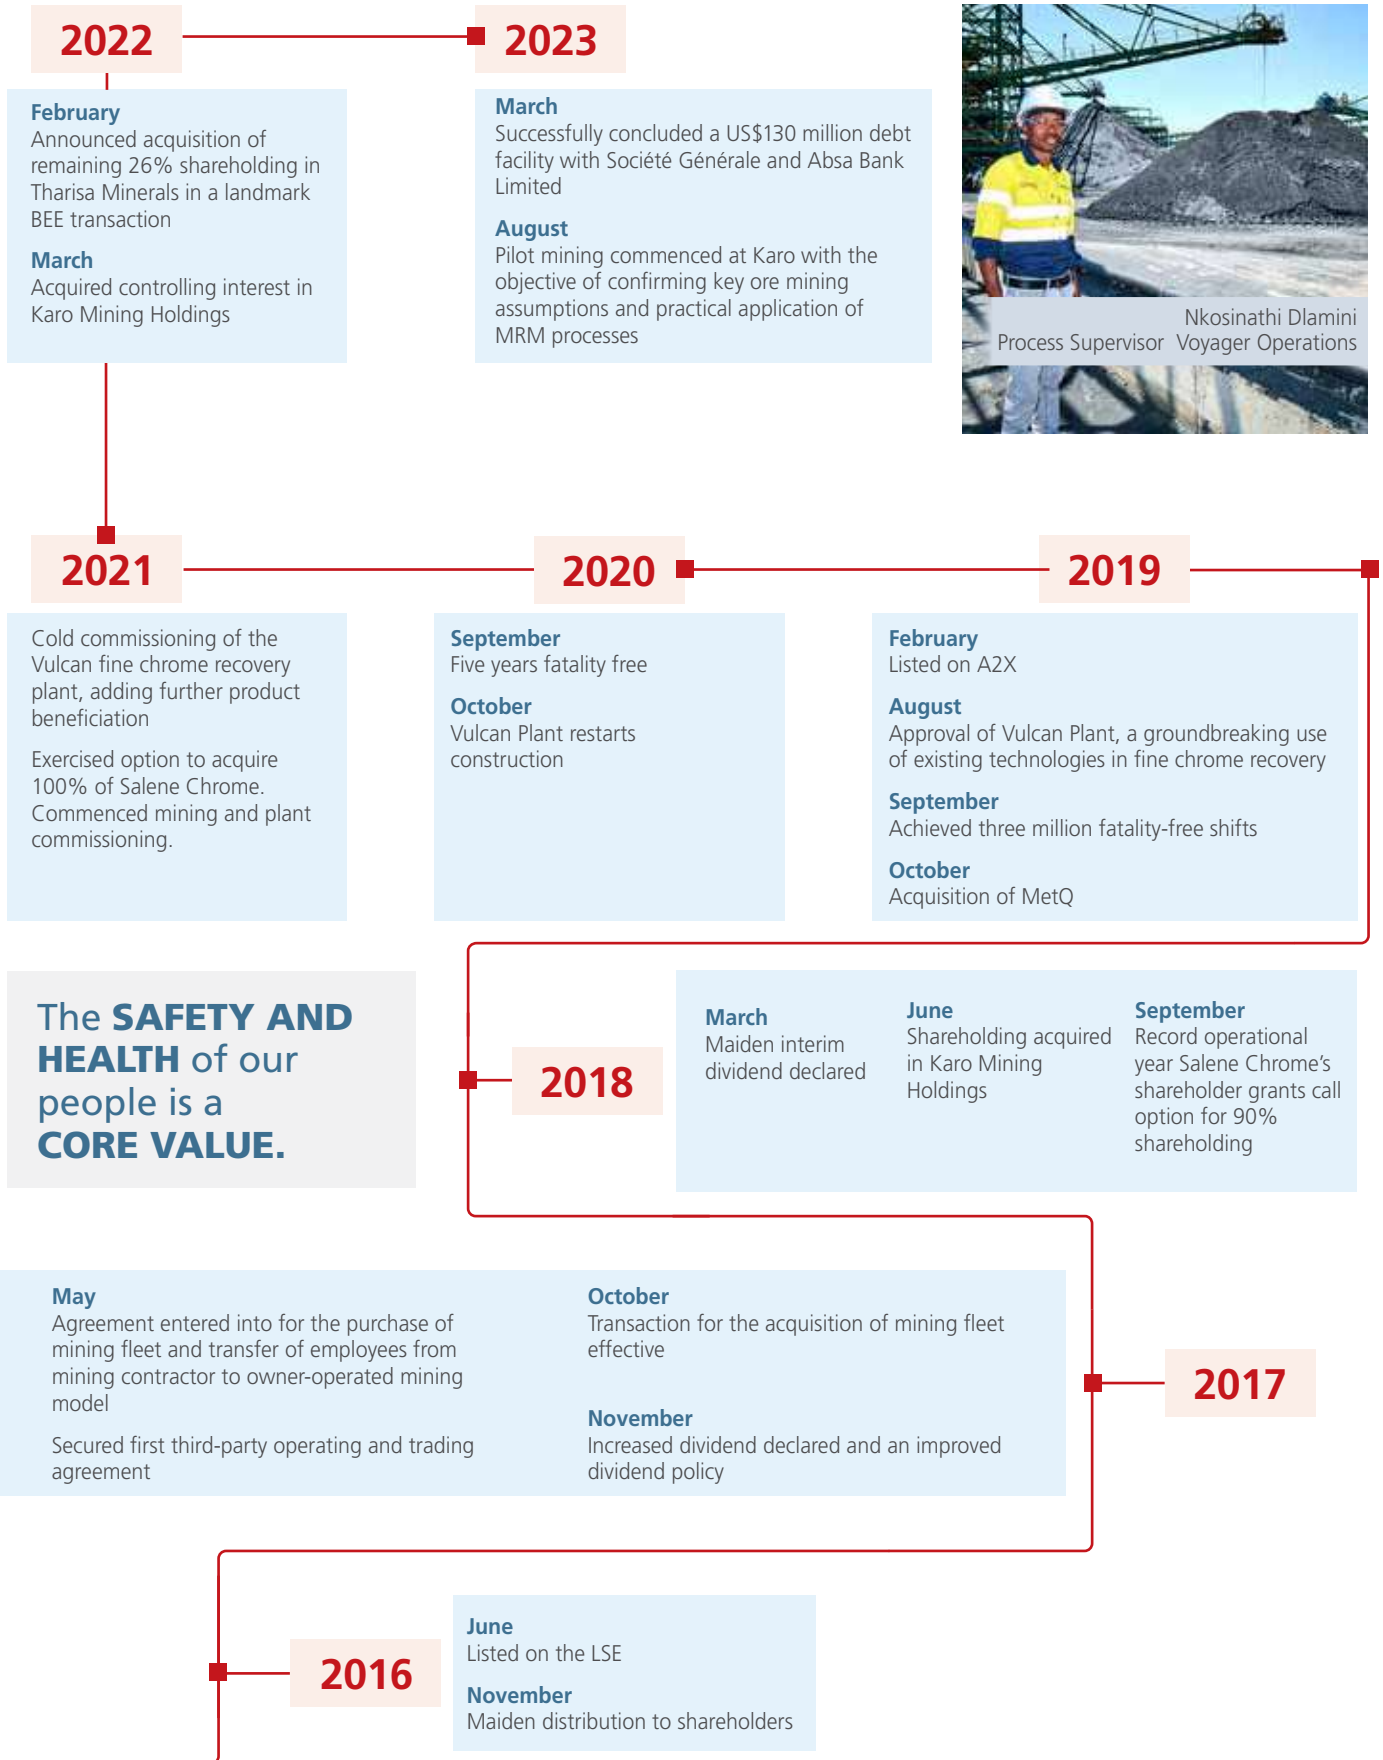 2022
February
Announced acquisition of
remaining 26% shareholding in
Tharisa Minerals in a landmark
BEE transaction
March
Acquired controlling interest in
Karo Mining Holdings
2023
March
Successfully concluded a US$130 million debt
facility with Société Générale and Absa Bank
Limited
August
Pilot mining commenced at Karo with the
objective of confirming key ore mining
assumptions and practical application of
MRM processes
Nkosinathi Dlamini
Process Supervisor Voyager Operations
2021
Cold commissioning of the
Vulcan fine chrome recovery
plant, adding further product
beneficiation
Exercised option to acquire
100% of Salene Chrome.
Commenced mining and plant
commissioning.
2020
September
Five years fatality free
October
Vulcan Plant restarts
construction
2019
February
Listed on A2X
August
Approval of Vulcan Plant, a groundbreaking use
of existing technologies in fine chrome recovery
September
Achieved three million fatality-free shifts
October
Acquisition of MetQ
The SAFETY AND
HEALTH of our
people is a
CORE VALUE.
2018
March
Maiden interim
dividend declared
June
Shareholding acquired
in Karo Mining
Holdings
September
Record operational
year Salene Chrome's
shareholder grants call
option for 90%
shareholding
May
Agreement entered into for the purchase of
mining fleet and transfer of employees from
mining contractor to owner-operated mining
model
Secured first third-party operating and trading
agreement
October
Transaction for the acquisition of mining fleet
effective
November
Increased dividend declared and an improved
dividend policy
2017
2016
June
Listed on the LSE
November
Maiden distribution to shareholders